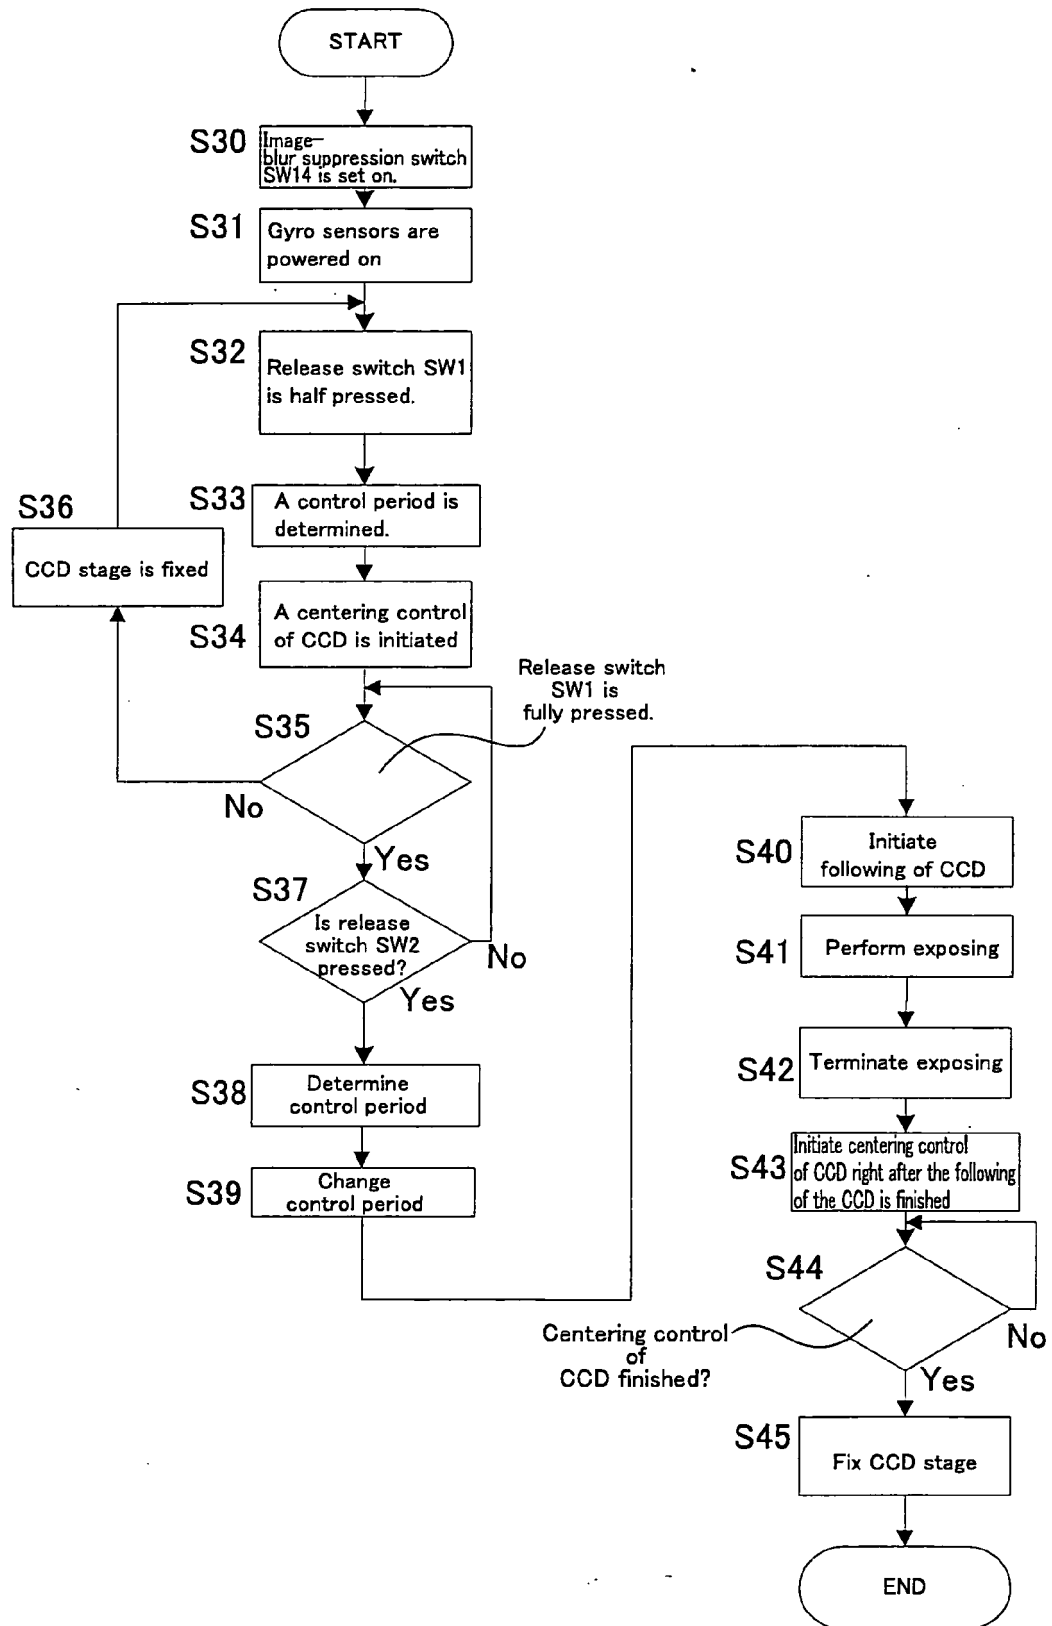 START
S30
Image-
blur suppression switch
SW14 is set on.
S31
Gyro sensors are
powered on
S32
Release switch SW1
is half pressed.
S33
A control period is
determined.
S36
CCD stage is fixed
S34
A centering control
of CCD is initiated
Release switch
SW1 is
fully pressed.
S35
No
Yes
S37
Is release
switch SW2
pressed?
No
Yes
S38
Determine
control period
S39
Change
control period
S40
Initiate
following of CCD
S41
Perform exposing
S42
Terminate exposing
S43
Initiate centering control
of CCD right after the following
of the CCD is finished
S44
Centering control
of
CCD finished?
No
Yes
S45
Fix CCD stage
END